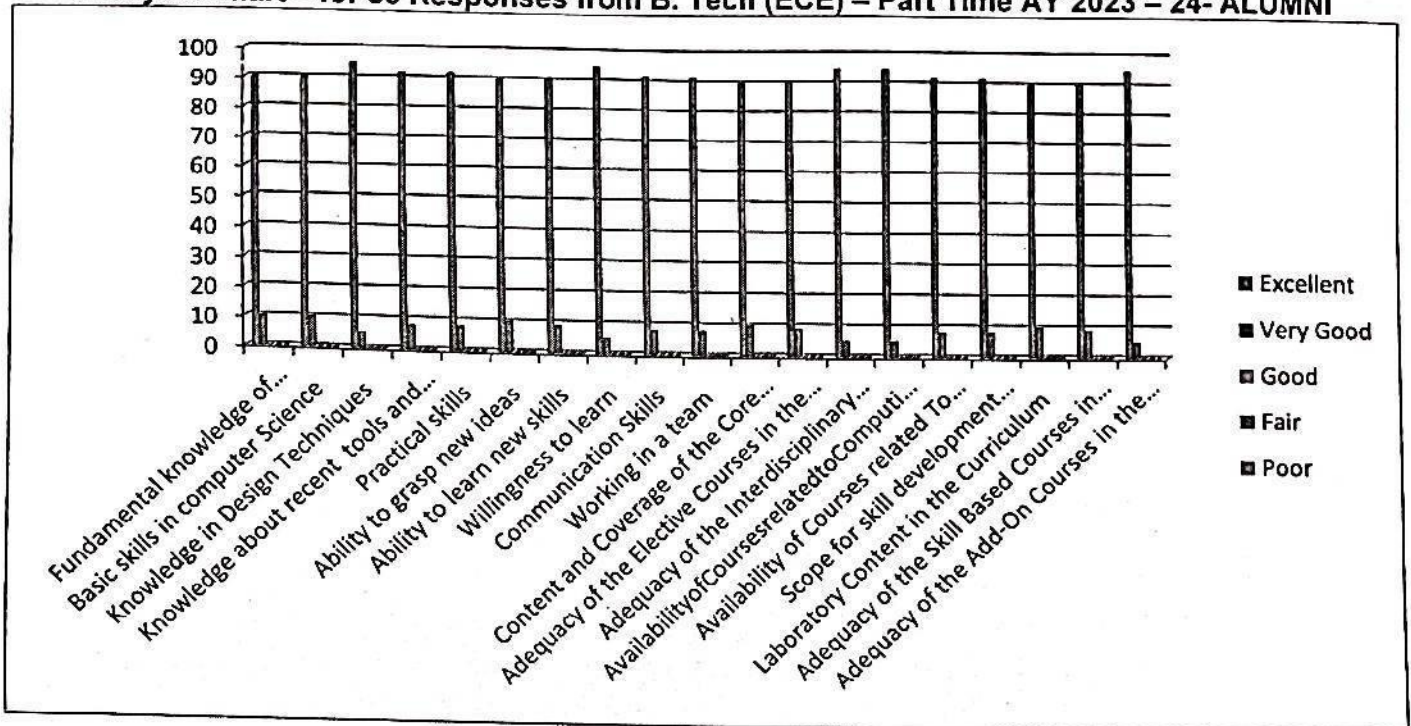 Responses from B. Tech (ECE) – Part Time AY 2023 – 24- ALUMNI
100
90
80
70
60
50
40
30
20
10
0
Fundamental knowledge of...
Basic skills in computer Science
Knowledge in Design Techniques
Knowledge about recent tools and...
Practical skills
Ability to grasp new ideas
Ability to learn new skills
Willingness to learn
Communication Skills
Working in a team
Content and Coverage of the Core...
Adequacy of the Elective Courses in the...
Adequacy of the Interdisciplinary...
AvailabilityofCoursesrelatedtoComputi...
Availability of Courses related To...
Scope for skill development...
Laboratory Content in the Curriculum
Adequacy of the Skill Based Courses in...
Adequacy of the Add-On Courses in the...
Excellent
Very Good
Good
Fair
Poor